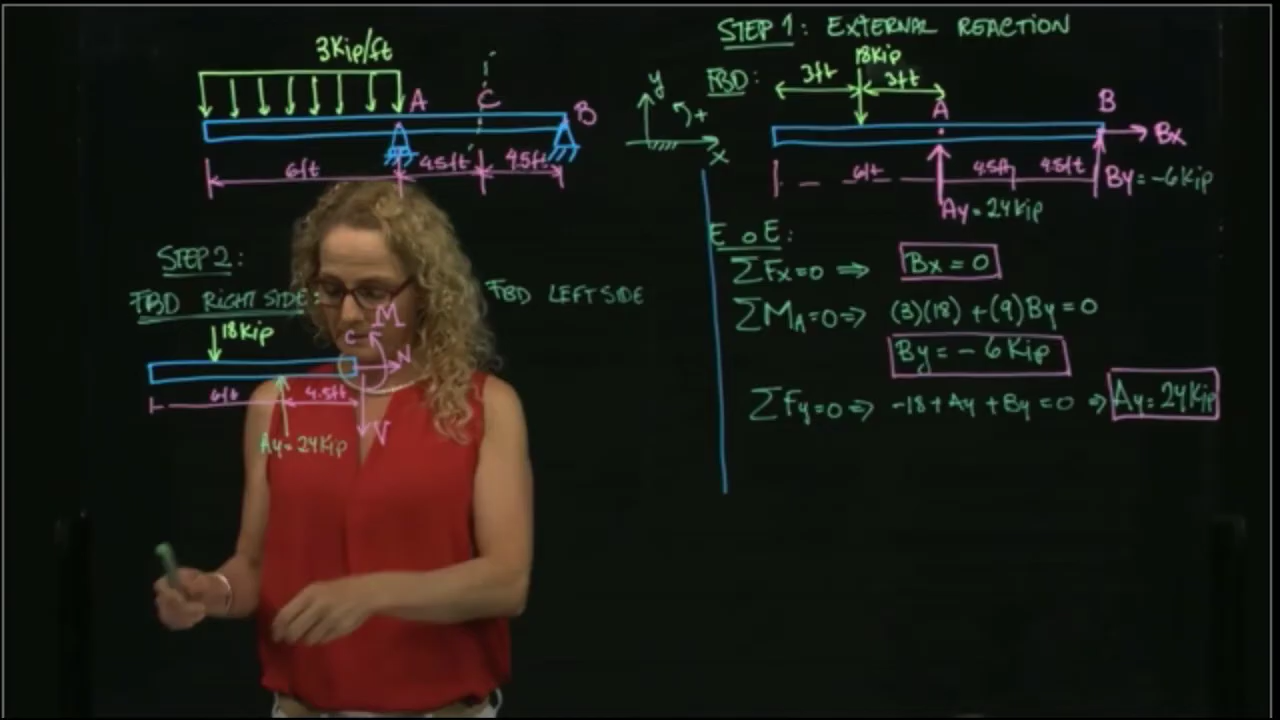 3Kip/ft
A
C
B
6ft
4.5ft
4.5ft
STEP 1: EXTERNAL REACTION
FBD:
3ft
18Kip
3ft
y
+
x
A
B
Bx
6ft
4.5ft
4.5ft
By = -6Kip
Ay = 24Kip
E o E:
∑Fx=0 ⇒ Bx = 0
∑MA=0 ⇒ (3)(18) + (9)By = 0
By = - 6 Kip
∑Fy=0 ⇒ -18 + Ay + By = 0 ⇒ Ay = 24Kip
STEP 2:
FBD RIGHT SIDE:
FBD LEFT SIDE
18Kip
M
C
N
6ft
4.5ft
V
Ay = 24Kip